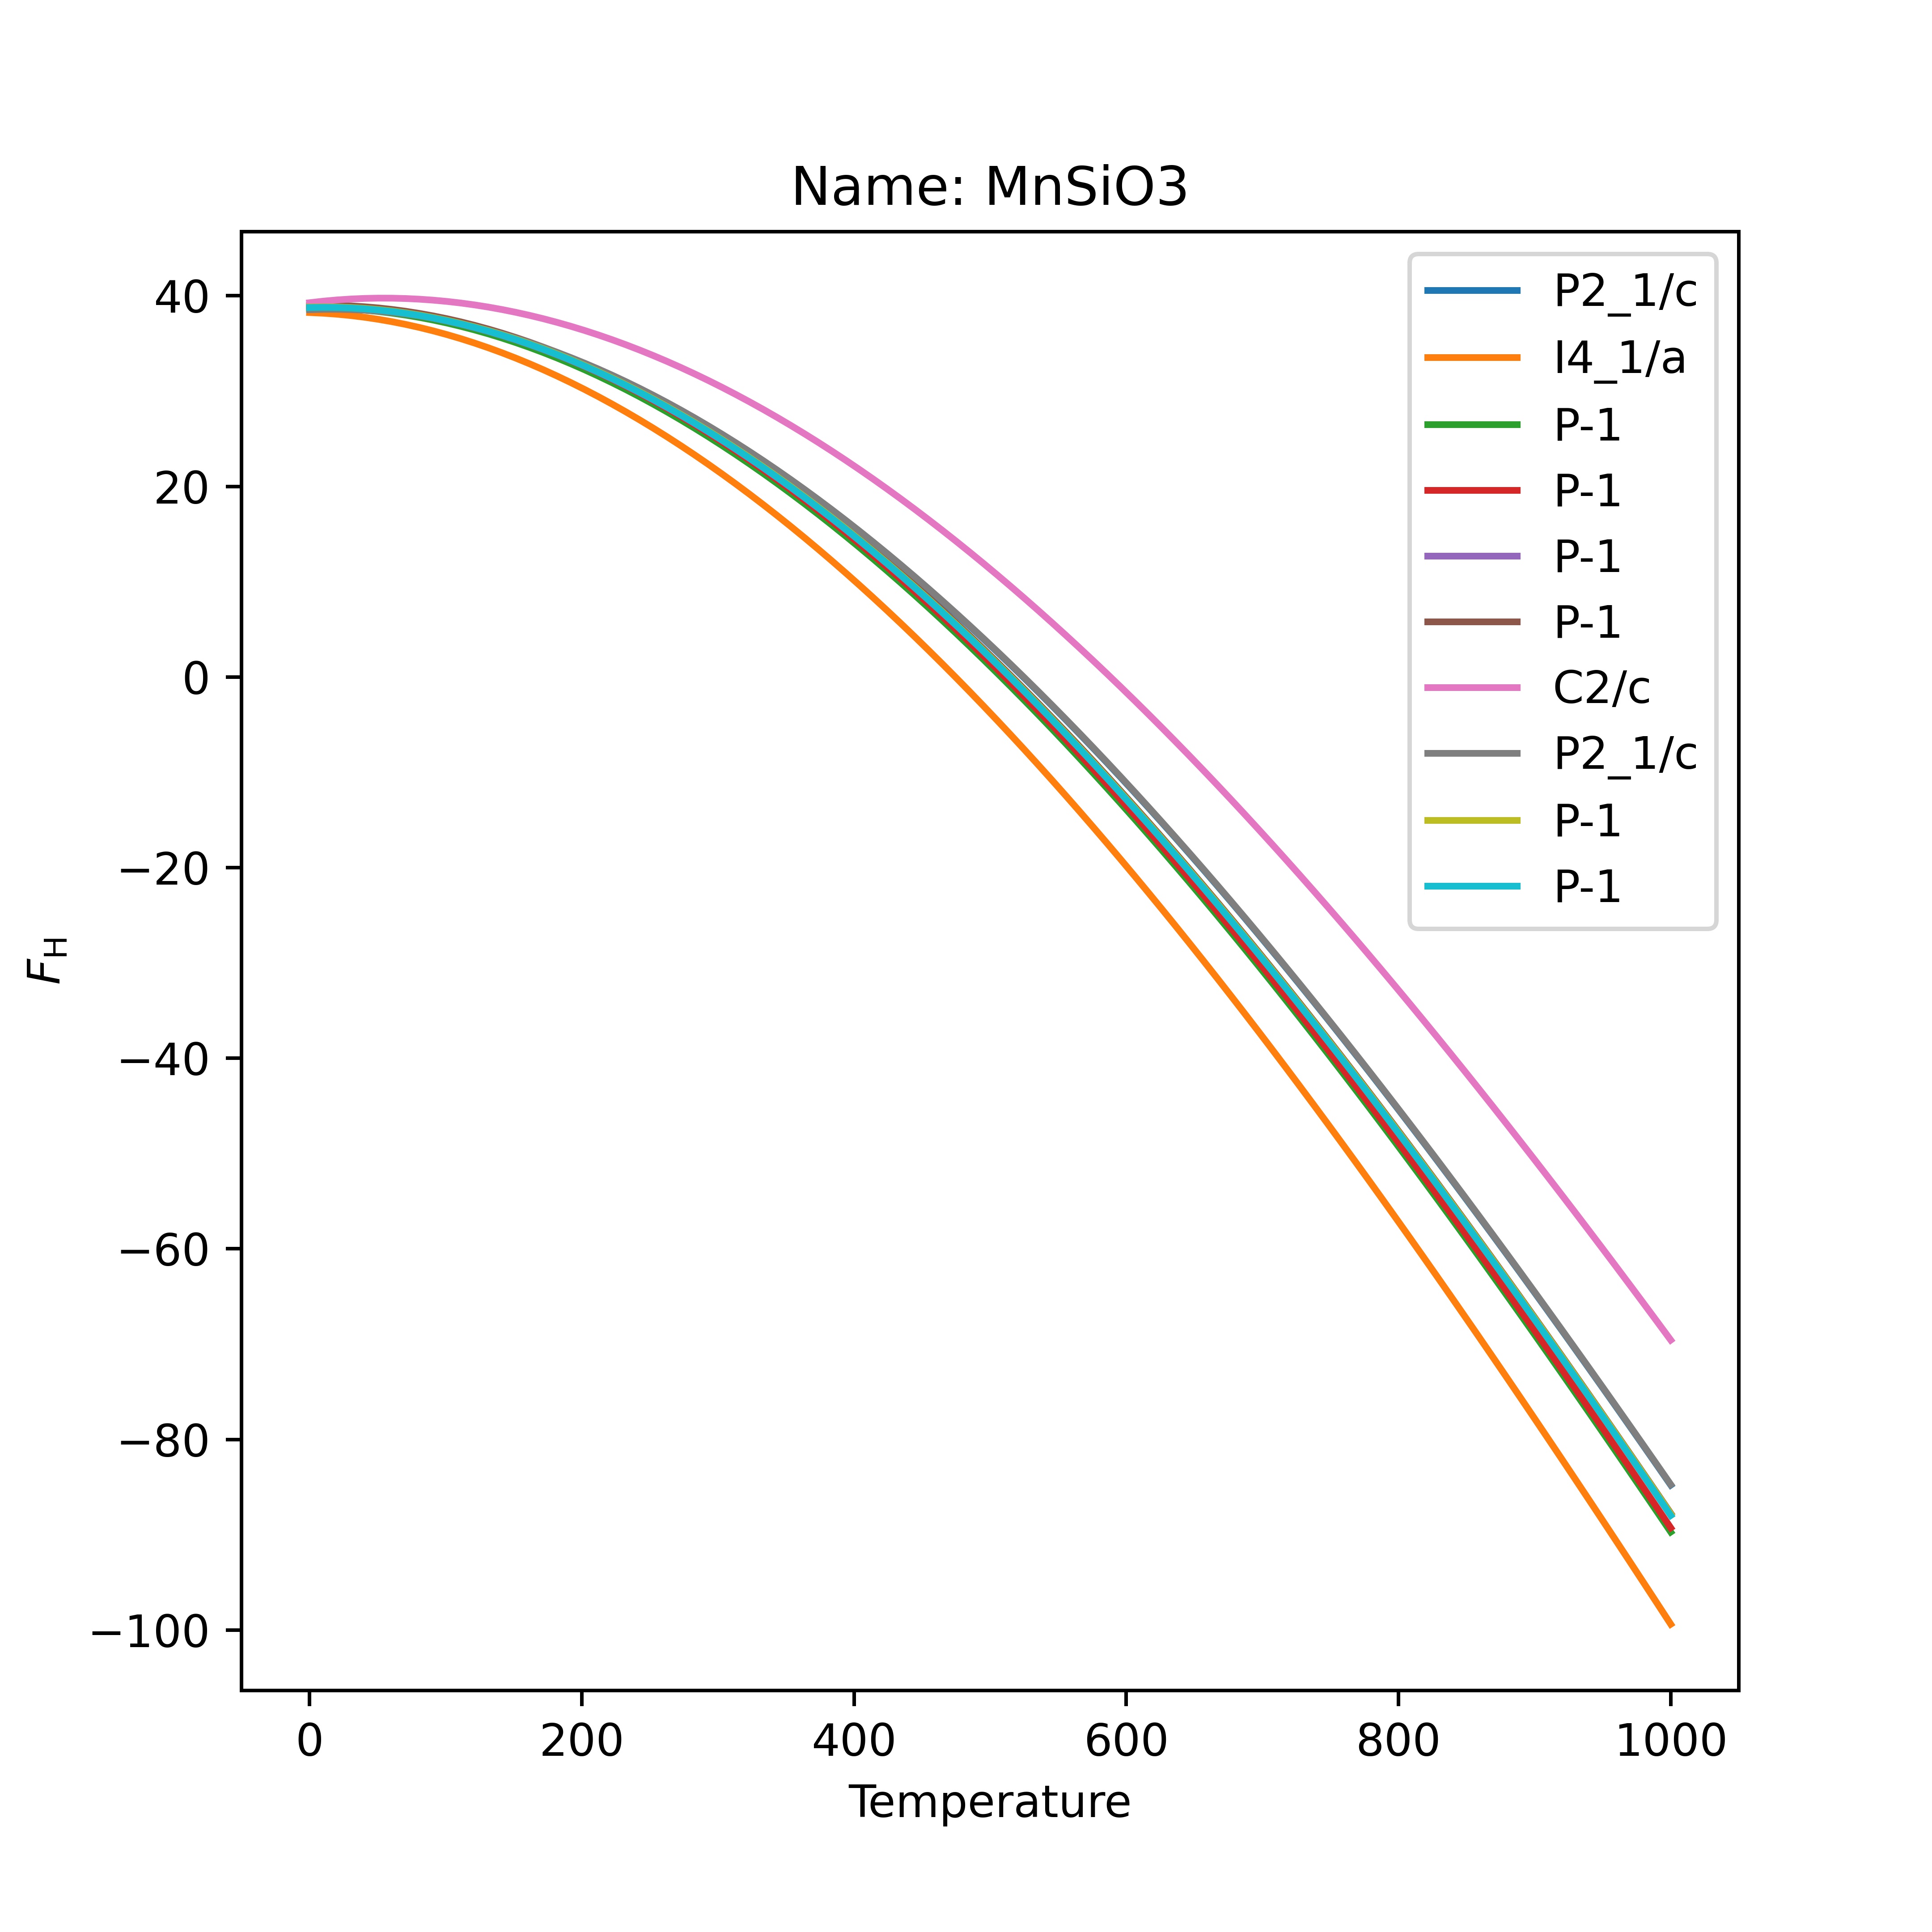 Name: MnSiO3
P2_1/c
I4_1/a
P-1
P-1
P-1
P-1
C2/c
P2_1/c
P-1
P-1
40
20
0
−20
−40
−60
−80
−100
F_H
0 200 400 600 800 1000
Temperature